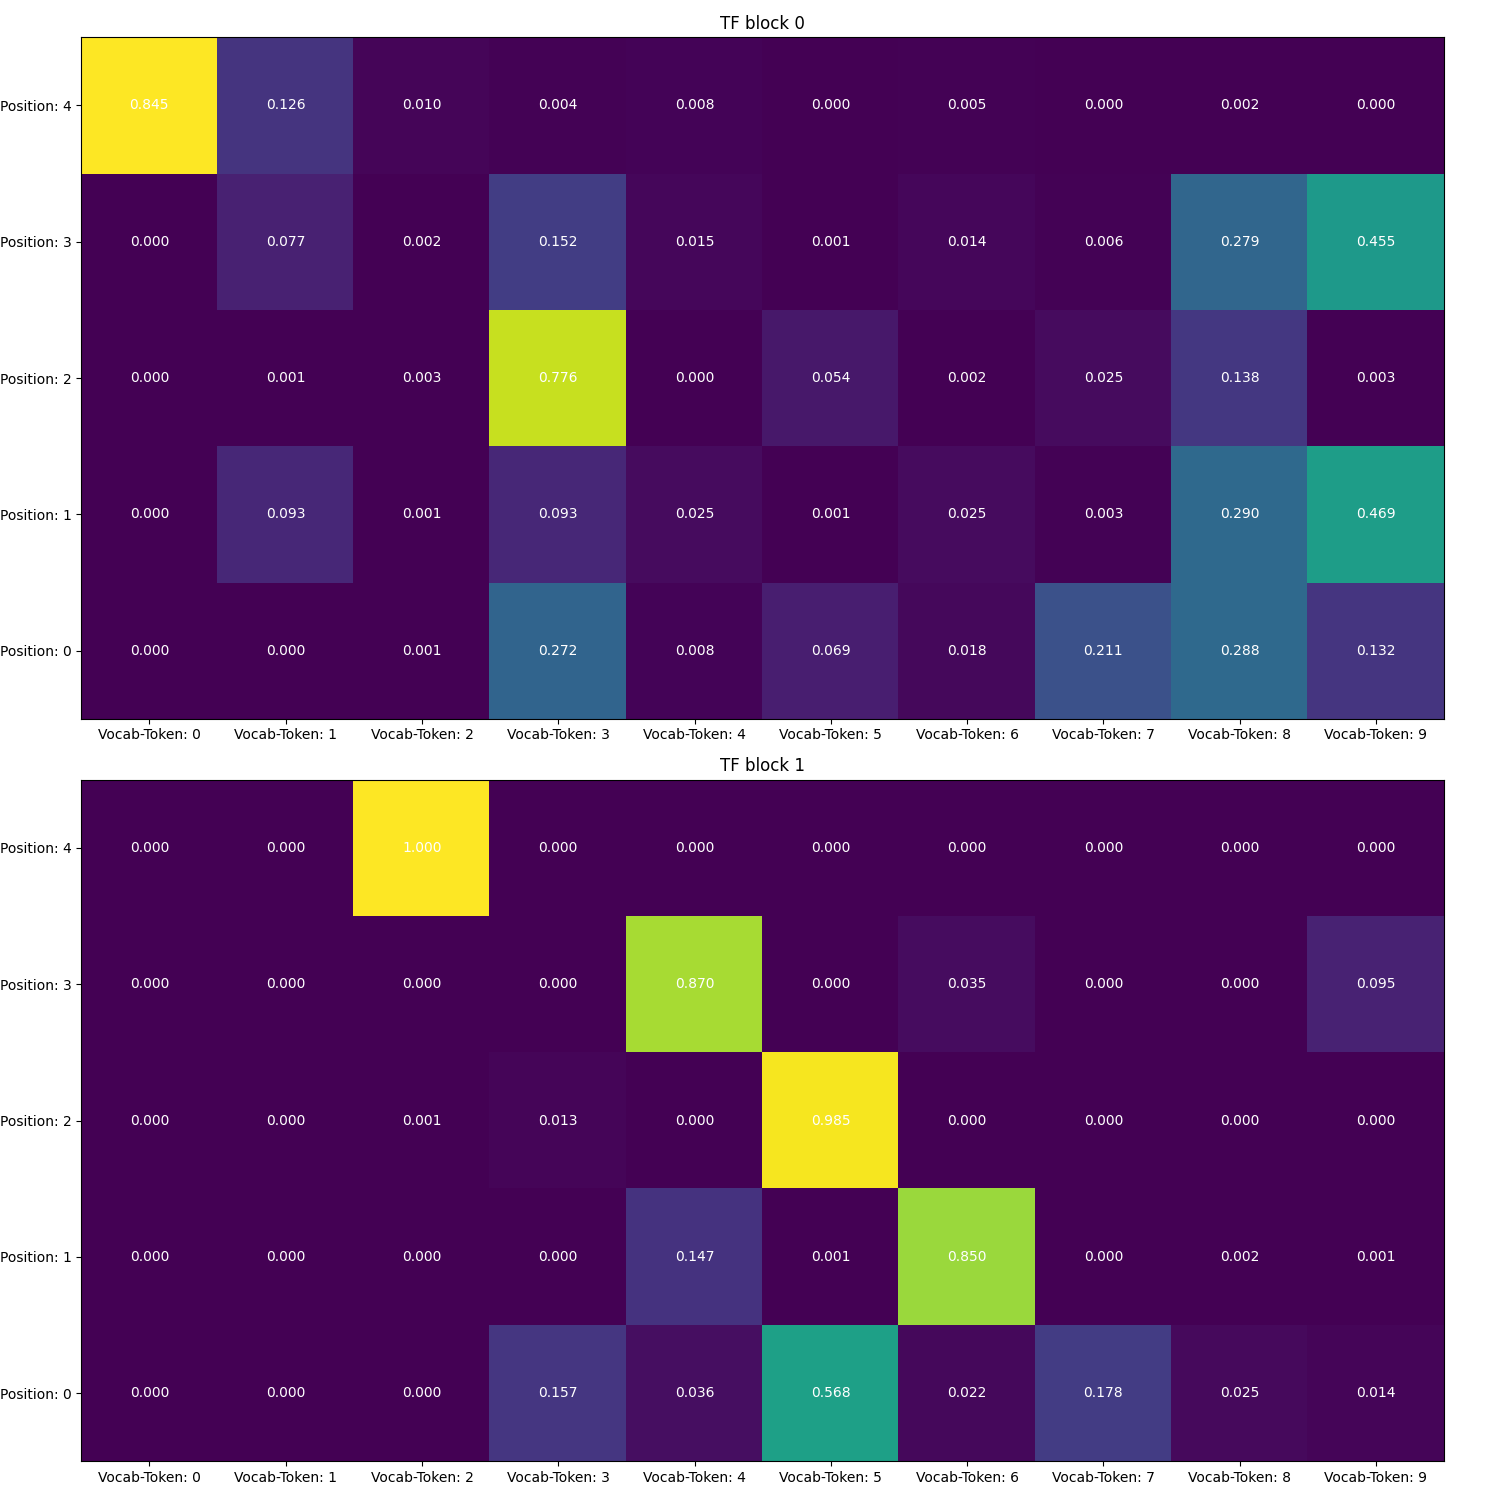 TF block 0
Position: 4 0.845 0.126 0.010 0.004 0.008 0.000 0.005 0.000 0.002 0.000
Position: 3 0.000 0.077 0.002 0.152 0.015 0.001 0.014 0.006 0.279 0.455
Position: 2 0.000 0.001 0.003 0.776 0.000 0.054 0.002 0.025 0.138 0.003
Position: 1 0.000 0.093 0.001 0.093 0.025 0.001 0.025 0.003 0.290 0.469
Position: 0 0.000 0.000 0.001 0.272 0.008 0.069 0.018 0.211 0.288 0.132
Vocab-Token: 0 Vocab-Token: 1 Vocab-Token: 2 Vocab-Token: 3 Vocab-Token: 4 Vocab-Token: 5 Vocab-Token: 6 Vocab-Token: 7 Vocab-Token: 8 Vocab-Token: 9
TF block 1
Position: 4 0.000 0.000 1.000 0.000 0.000 0.000 0.000 0.000 0.000 0.000
Position: 3 0.000 0.000 0.000 0.000 0.870 0.000 0.035 0.000 0.000 0.095
Position: 2 0.000 0.000 0.001 0.013 0.000 0.985 0.000 0.000 0.000 0.000
Position: 1 0.000 0.000 0.000 0.000 0.147 0.001 0.850 0.000 0.002 0.001
Position: 0 0.000 0.000 0.000 0.157 0.036 0.568 0.022 0.178 0.025 0.014
Vocab-Token: 0 Vocab-Token: 1 Vocab-Token: 2 Vocab-Token: 3 Vocab-Token: 4 Vocab-Token: 5 Vocab-Token: 6 Vocab-Token: 7 Vocab-Token: 8 Vocab-Token: 9